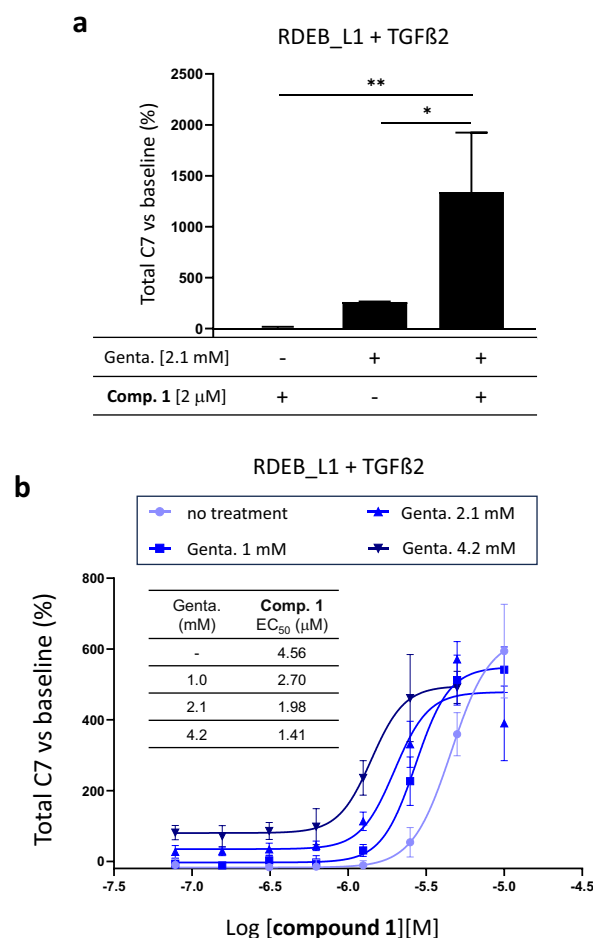 a
RDEB_L1 + TGFß2
Total C7 vs baseline (%)
2500
2000
1500
1000
500
0
**
*
Genta. [2.1 mM] - + +
Comp. 1 [2 µM] + - +
RDEB_L1 + TGFß2
b
no treatment Genta. 2.1 mM
Genta. 1 mM Genta. 4.2 mM
Total C7 vs baseline (%)
800
600
400
200
0
Genta. Comp. 1
(mM) EC50 (µM)
- 4.56
1.0 2.70
2.1 1.98
4.2 1.41
-7.5 -7.0 -6.5 -6.0 -5.5 -5.0 -4.5
Log [compound 1][M]